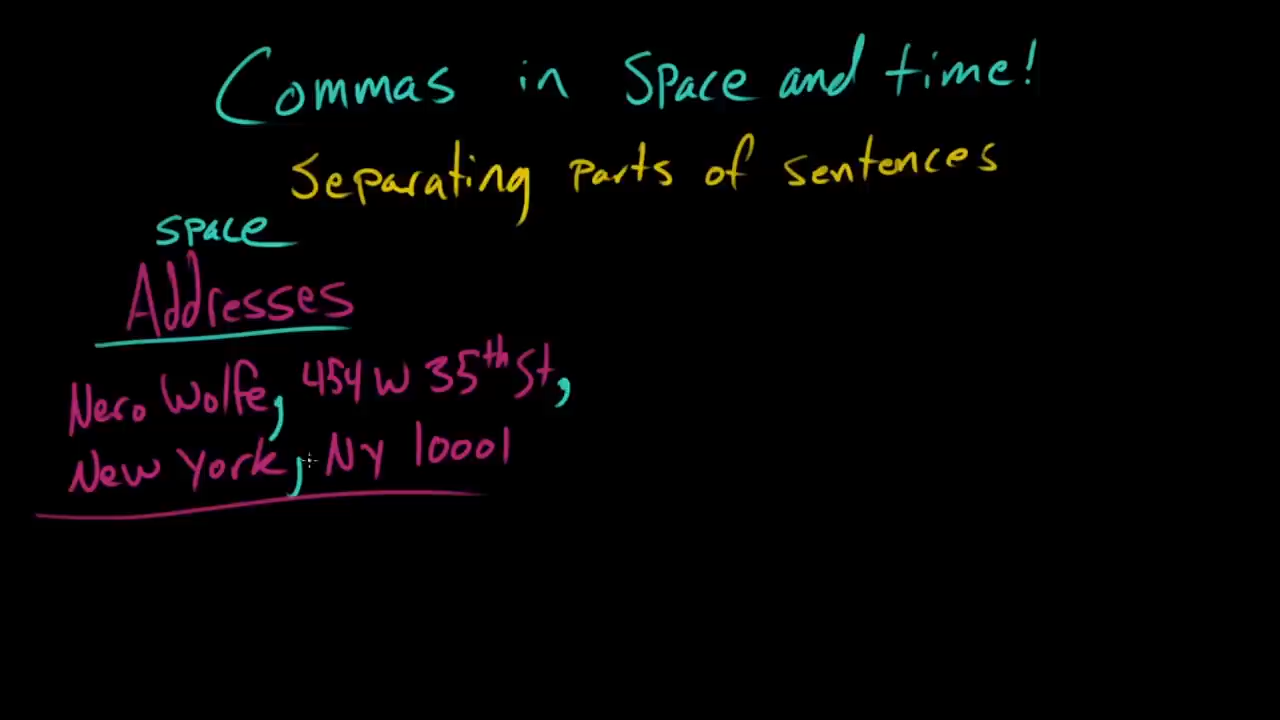 Commas in Space and time!
Separating parts of sentences
Space
Addresses
Nero Wolfe, 454 W 35th St,
New York, Ny 10001